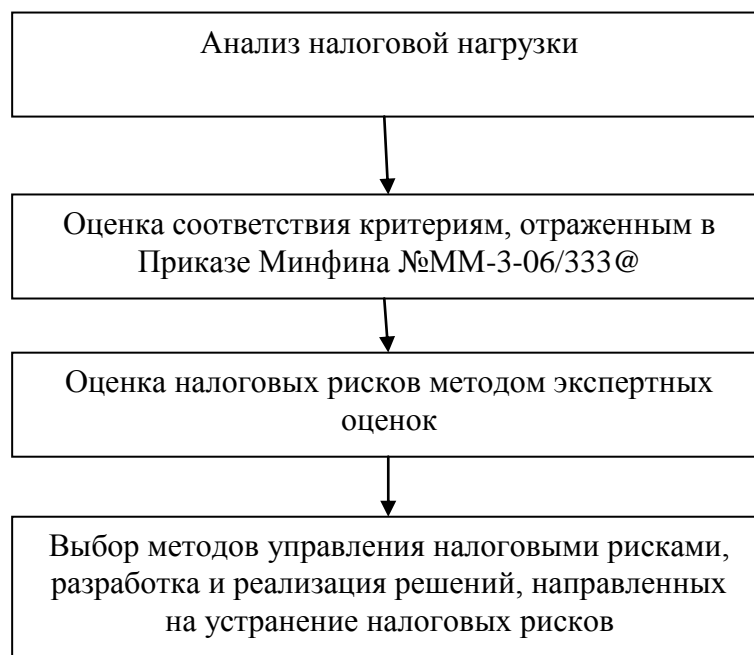 Анализ налоговой нагрузки
Оценка соответствия критериям, отраженным в
Приказе Минфина №ММ-3-06/333@
Оценка налоговых рисков методом экспертных
оценок
Выбор методов управления налоговыми рисками,
разработка и реализация решений, направленных
на устранение налоговых рисков